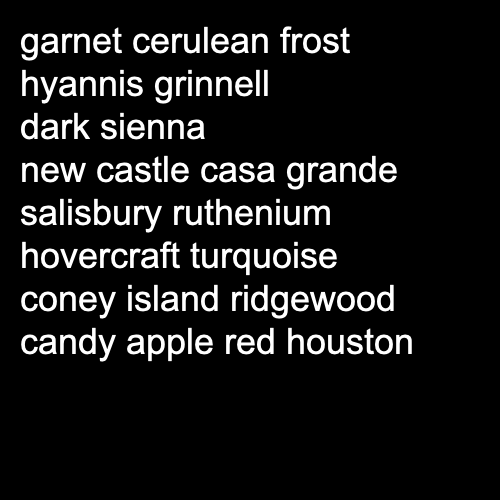 garnet cerulean frost
hyannis grinnell
dark sienna
new castle casa grande
salisbury ruthenium
hovercraft turquoise
coney island ridgewood
candy apple red houston